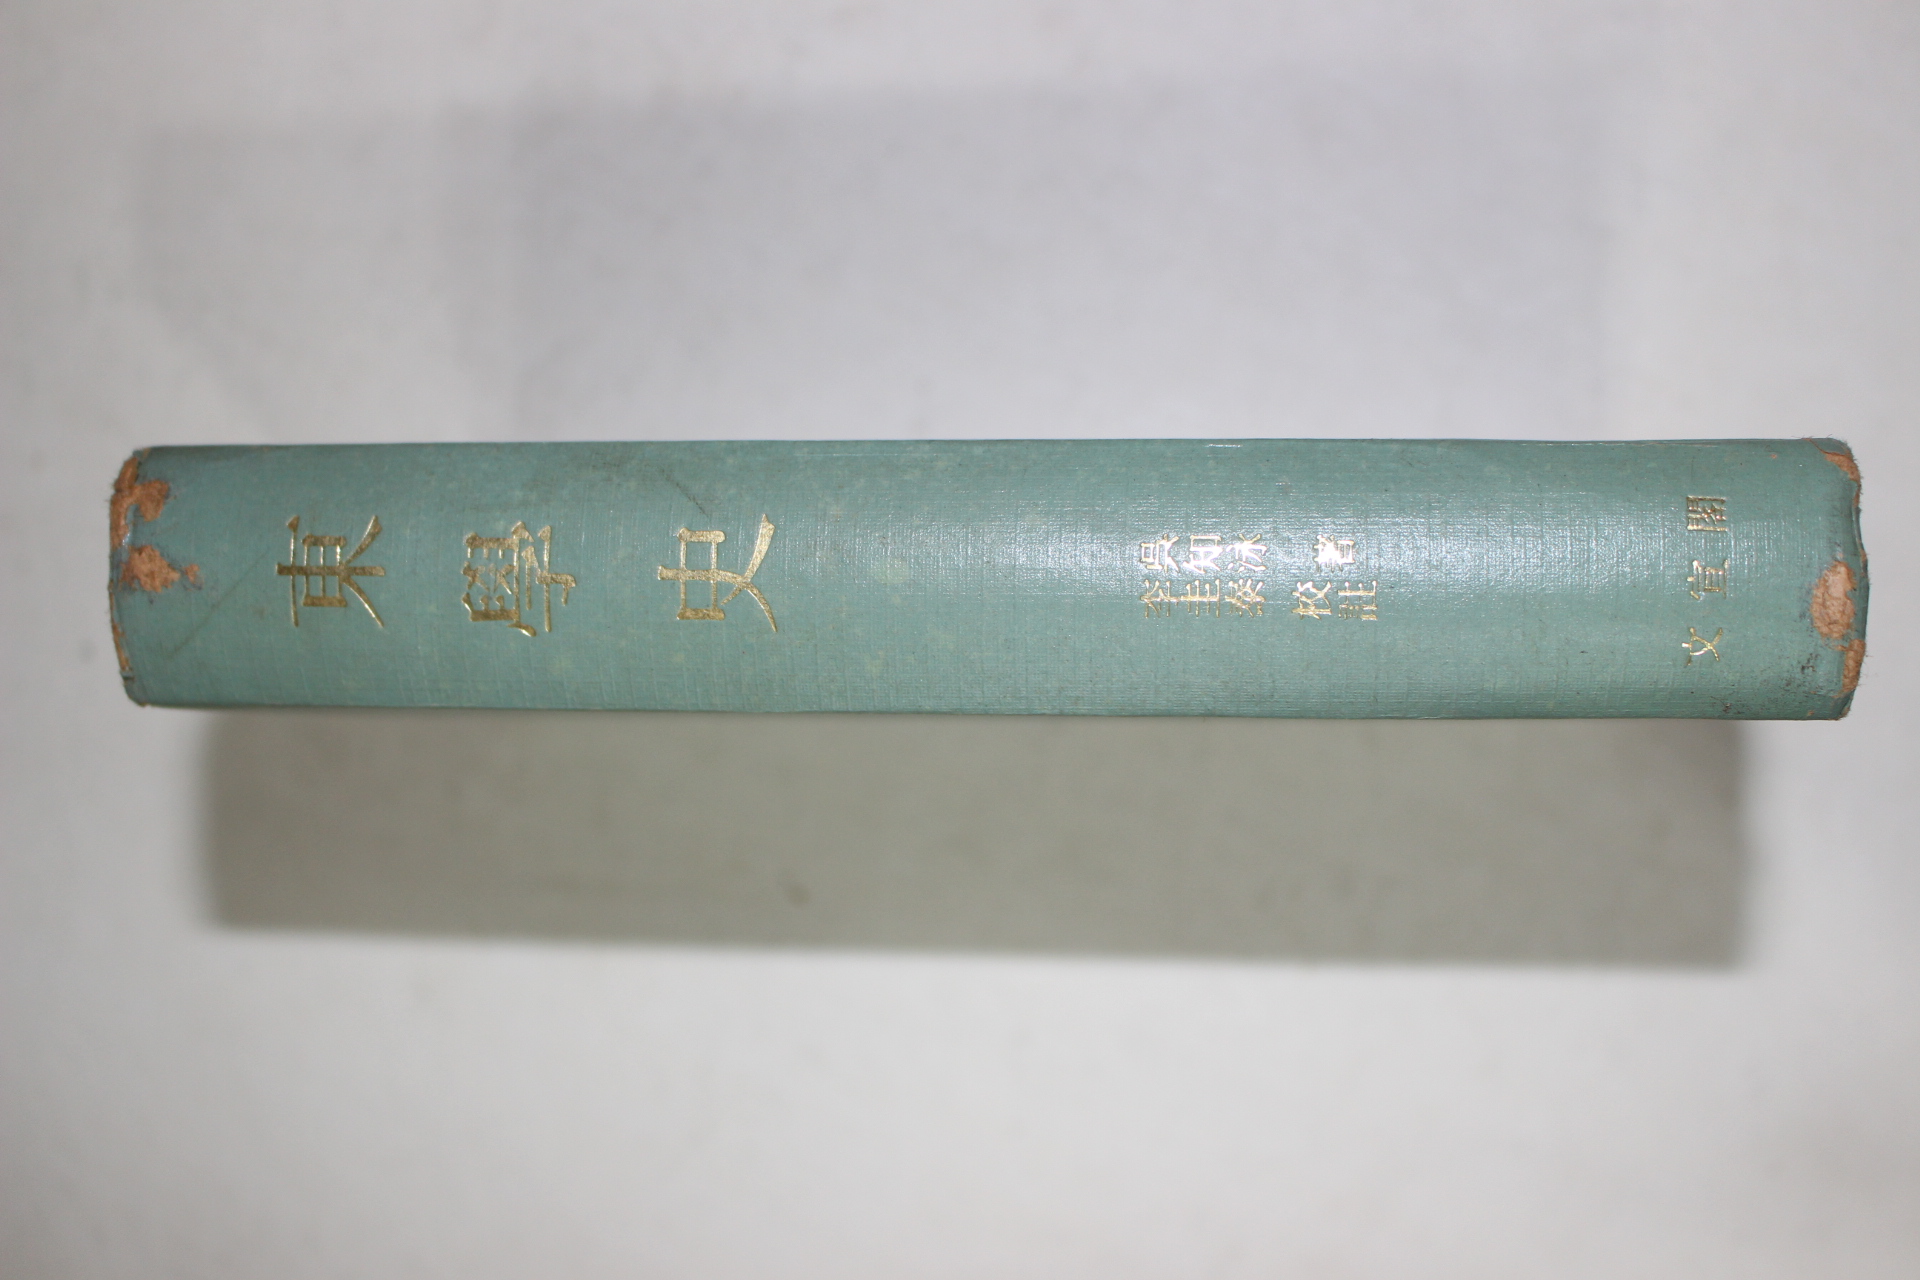 東學史
吳知泳 著
李圭泰 校註
文宣閣